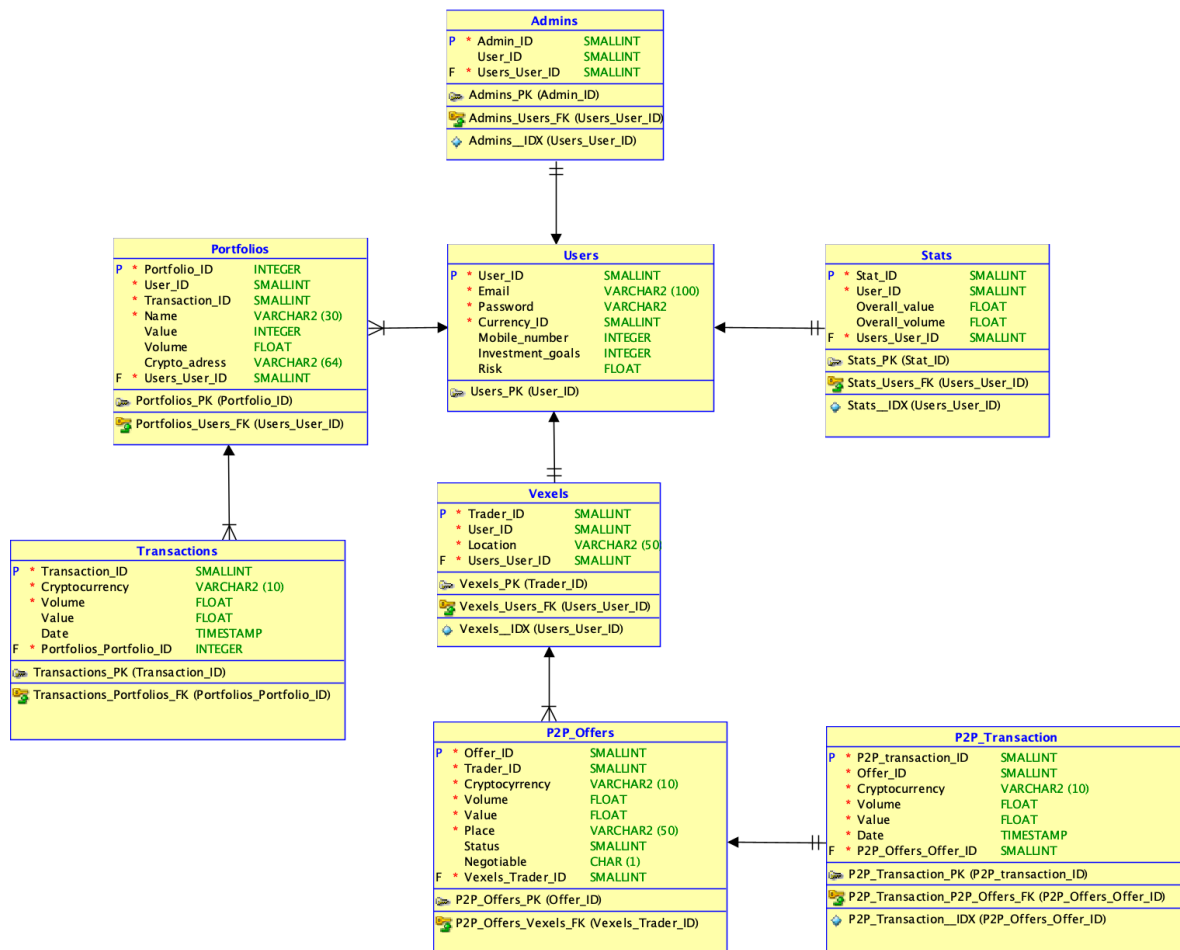 Admins
P * Admin_ID SMALLINT
User_ID SMALLINT
F * Users_User_ID SMALLINT
Admins_PK (Admin_ID)
Admins_Users_FK (Users_User_ID)
Admins__IDX (Users_User_ID)
Portfolios
P * Portfolio_ID INTEGER
* User_ID SMALLINT
* Transaction_ID SMALLINT
* Name VARCHAR2 (30)
Value INTEGER
Volume FLOAT
Crypto_adress VARCHAR2 (64)
F * Users_User_ID SMALLINT
Portfolios_PK (Portfolio_ID)
Portfolios_Users_FK (Users_User_ID)
Users
P * User_ID SMALLINT
* Email VARCHAR2 (100)
* Password VARCHAR2
* Currency_ID SMALLINT
Mobile_number INTEGER
Investment_goals INTEGER
Risk FLOAT
Users_PK (User_ID)
Stats
P * Stat_ID SMALLINT
* User_ID SMALLINT
Overall_value FLOAT
Overall_volume FLOAT
F * Users_User_ID SMALLINT
Stats_PK (Stat_ID)
Stats_Users_FK (Users_User_ID)
Stats__IDX (Users_User_ID)
Vexels
P * Trader_ID SMALLINT
* User_ID SMALLINT
* Location VARCHAR2 (50)
F * Users_User_ID SMALLINT
Vexels_PK (Trader_ID)
Vexels_Users_FK (Users_User_ID)
Vexels__IDX (Users_User_ID)
Transactions
P * Transaction_ID SMALLINT
* Cryptocurrency VARCHAR2 (10)
* Volume FLOAT
Value FLOAT
Date TIMESTAMP
F * Portfolios_Portfolio_ID INTEGER
Transactions_PK (Transaction_ID)
Transactions_Portfolios_FK (Portfolios_Portfolio_ID)
P2P_Offers
P * Offer_ID SMALLINT
* Trader_ID SMALLINT
* Cryptocyrrency VARCHAR2 (10)
* Volume FLOAT
* Value FLOAT
* Place VARCHAR2 (50)
Status SMALLINT
Negotiable CHAR (1)
F * Vexels_Trader_ID SMALLINT
P2P_Offers_PK (Offer_ID)
P2P_Offers_Vexels_FK (Vexels_Trader_ID)
P2P_Transaction
P * P2P_transaction_ID SMALLINT
* Offer_ID SMALLINT
* Cryptocurrency VARCHAR2 (10)
* Volume FLOAT
* Value FLOAT
* Date TIMESTAMP
F * P2P_Offers_Offer_ID SMALLINT
P2P_Transaction_PK (P2P_transaction_ID)
P2P_Transaction_P2P_Offers_FK (P2P_Offers_Offer_ID)
P2P_Transaction__IDX (P2P_Offers_Offer_ID)